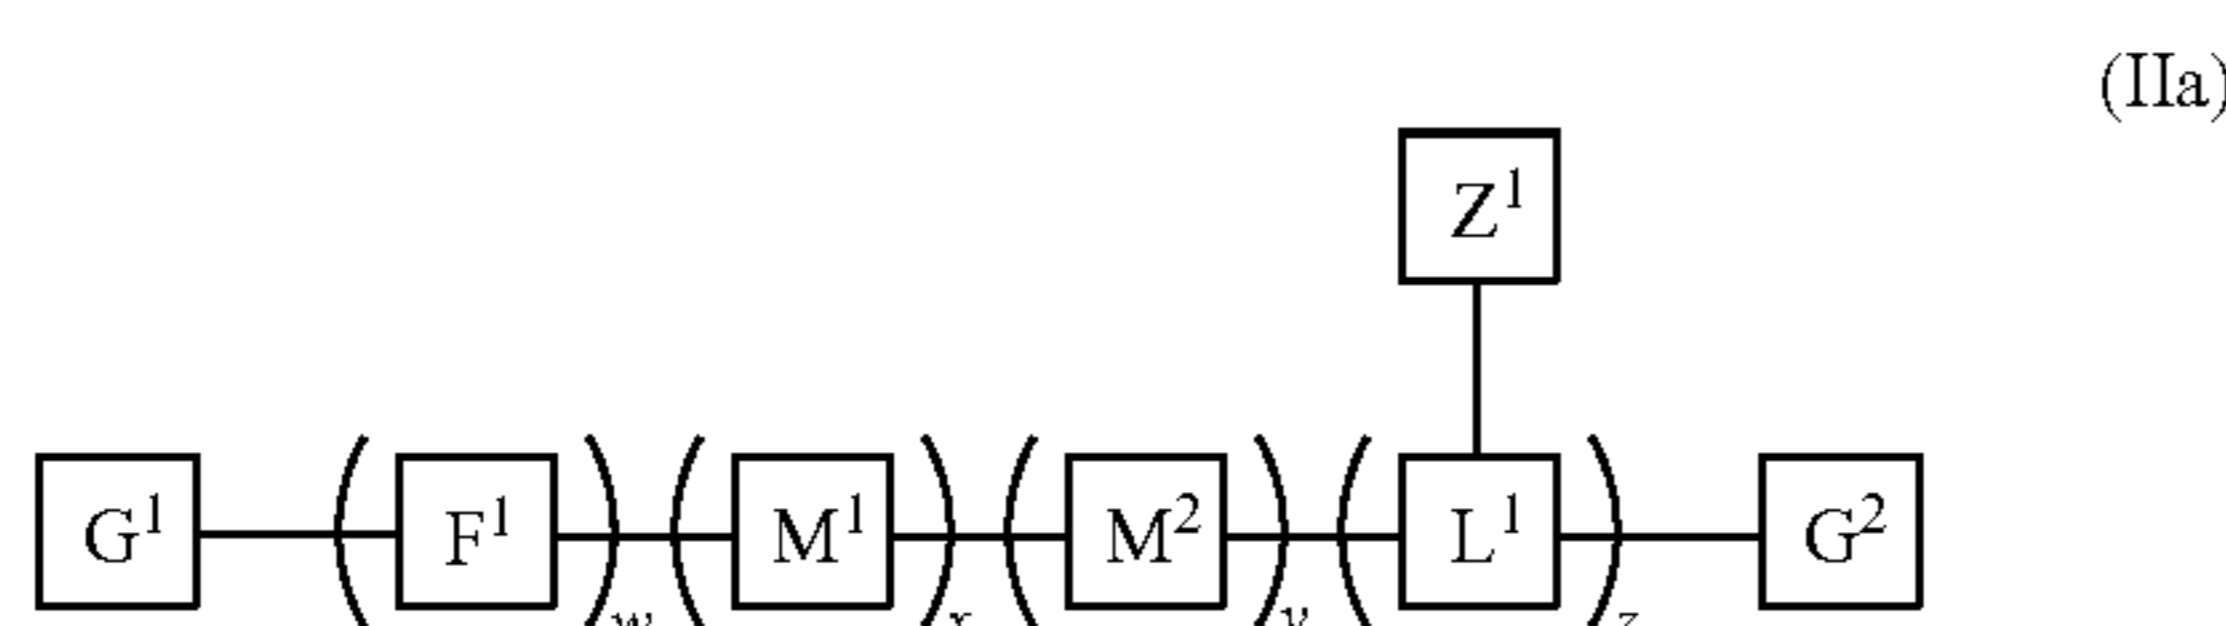 (IIa)
Z¹
G¹ ( F¹ )w ( M¹ )x ( M² )y ( L¹ )z G²